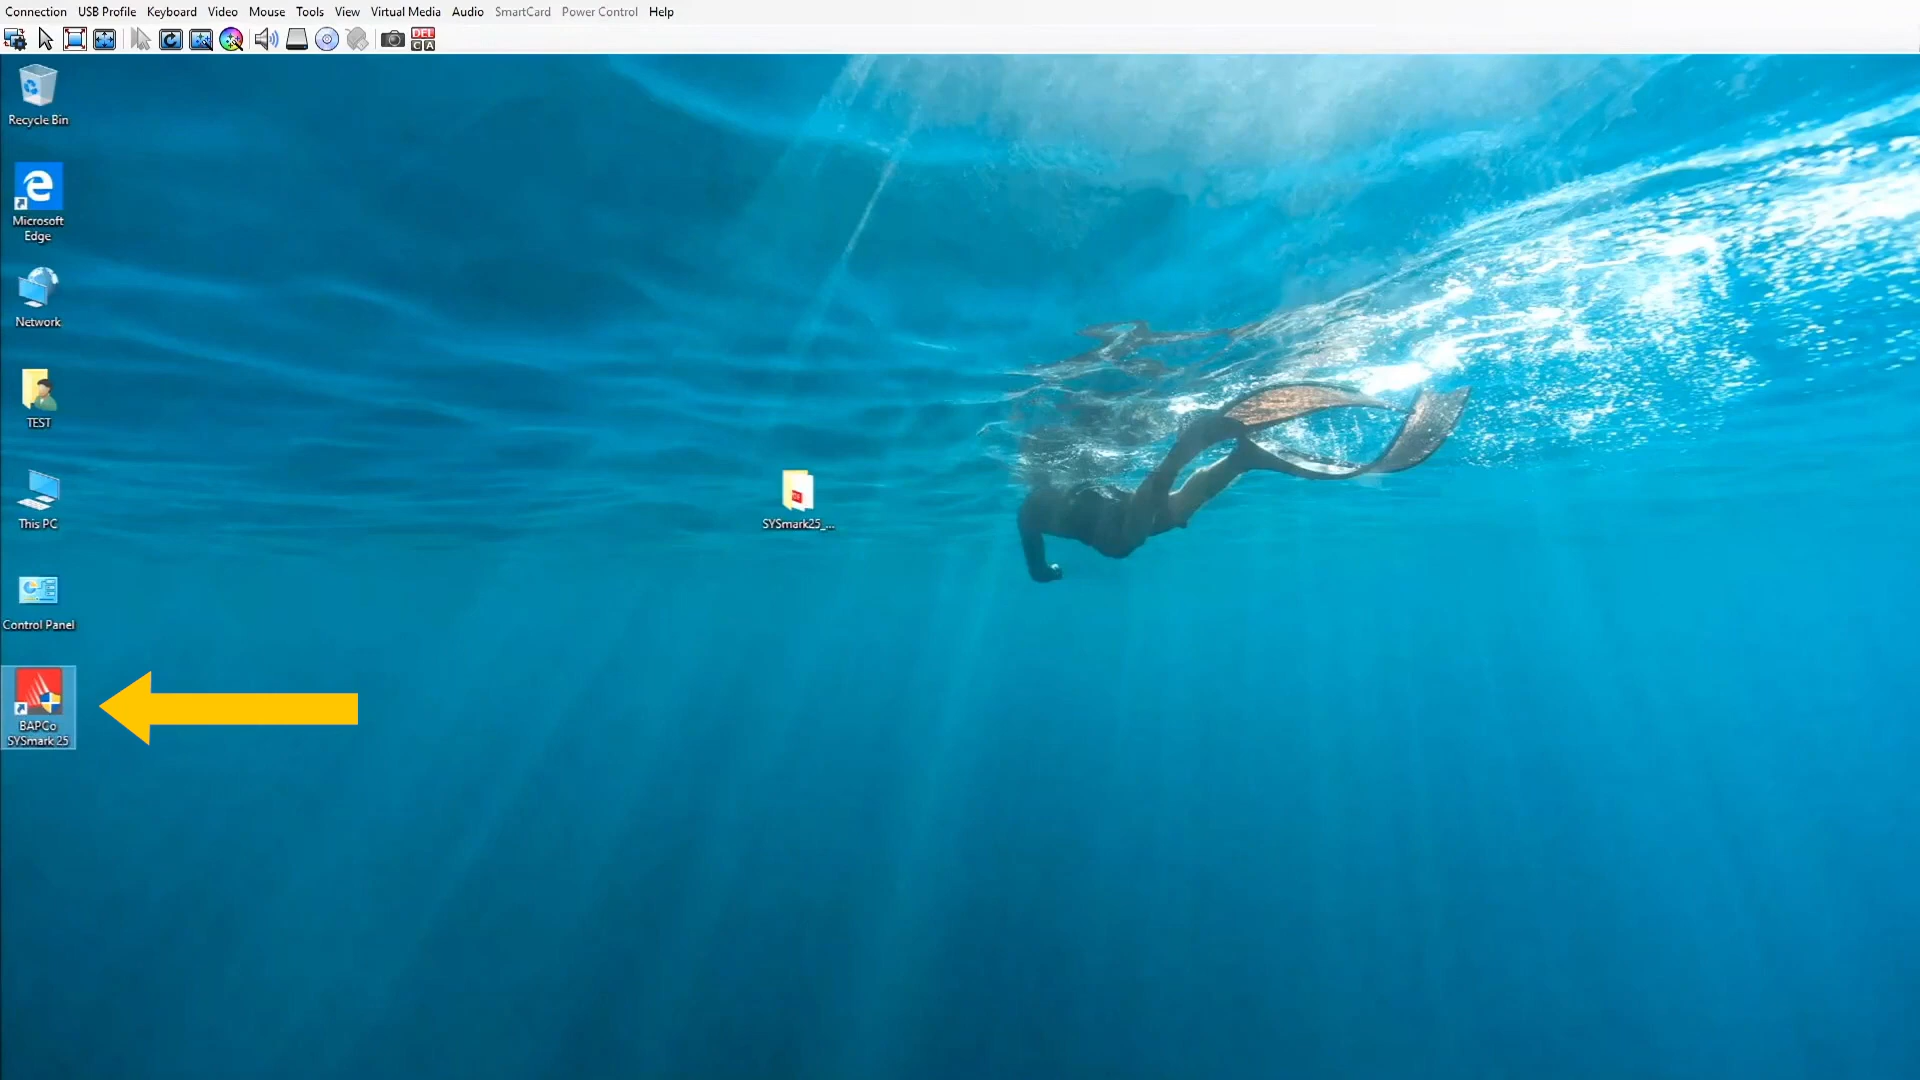 Connection USB Profile Keyboard Video Mouse Tools View Virtual Media Audio SmartCard Power Control Help
DEL
C A
Recycle Bin
Microsoft
Edge
Network
TEST
This PC
SYSmark25_...
Control Panel
BAPCo
SYSmark 25